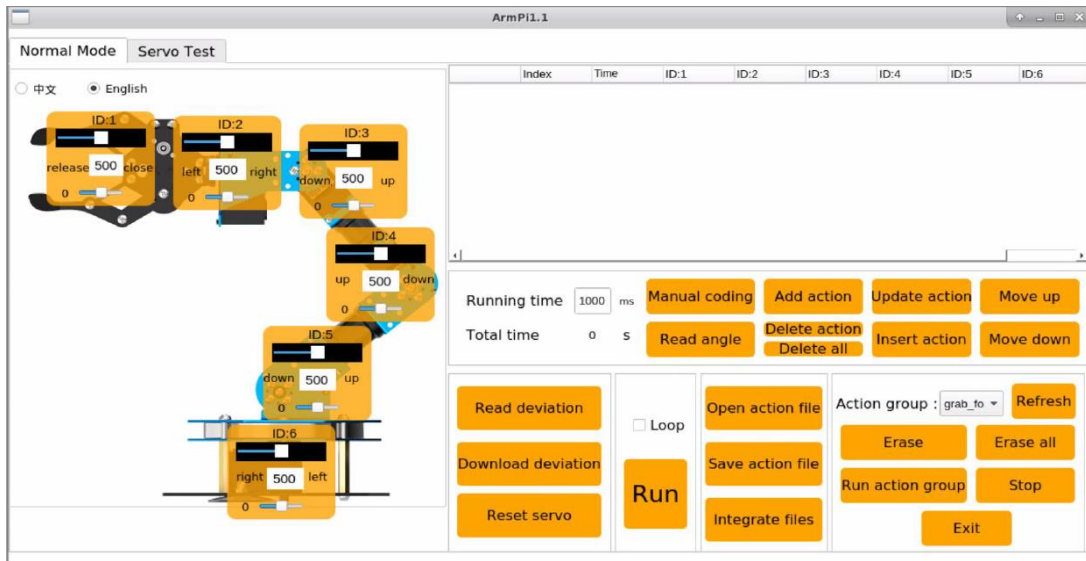 ArmPi1.1
Normal Mode Servo Test
中文 English
ID:1
release 500 close
0
ID:2
left 500 right
0
ID:3
down 500 up
0
ID:4
up 500 down
0
ID:5
down 500 up
0
ID:6
right 500 left
0
Index Time ID:1 ID:2 ID:3 ID:4 ID:5 ID:6
Running time 1000 ms
Total time 0 S
Manual coding Add action Update action Move up
Read angle Delete action Insert action Move down
Delete all
Read deviation
Download deviation
Reset servo
Loop
Run
Open action file
Save action file
Integrate files
Action group : grab_fo Refresh
Erase Erase all
Run action group Stop
Exit